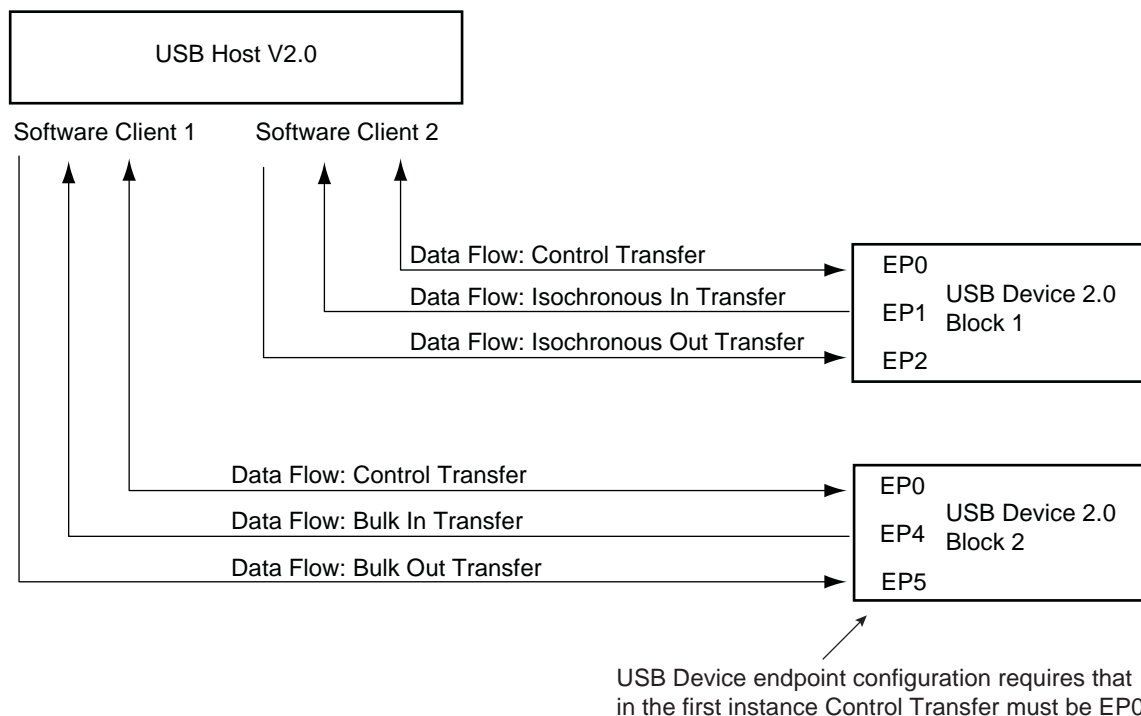 USB Host V2.0
Software Client 1
Software Client 2
Data Flow: Control Transfer
Data Flow: Isochronous In Transfer
Data Flow: Isochronous Out Transfer
EP0
EP1
EP2
USB Device 2.0
Block 1
Data Flow: Control Transfer
Data Flow: Bulk In Transfer
Data Flow: Bulk Out Transfer
EP0
EP4
EP5
USB Device 2.0
Block 2
USB Device endpoint configuration requires that
in the first instance Control Transfer must be EP0